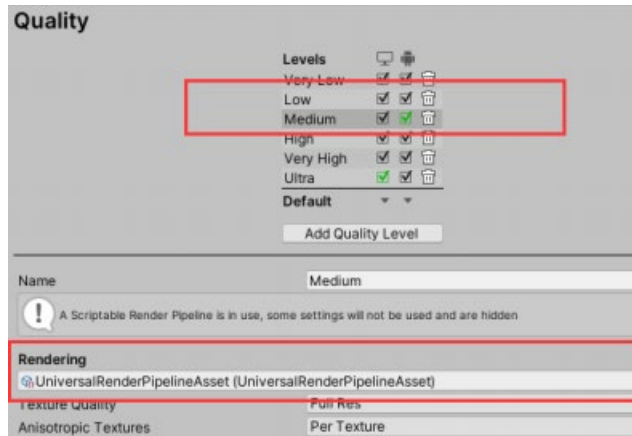 Quality
Levels
Very Low
Low
Medium
High
Very High
Ultra
Default
Add Quality Level
Name Medium
! A Scriptable Render Pipeline is in use, some settings will not be used and are hidden
Rendering
UniversalRenderPipelineAsset (UniversalRenderPipelineAsset)
Texture Quality Full Res
Anisotropic Textures Per Texture